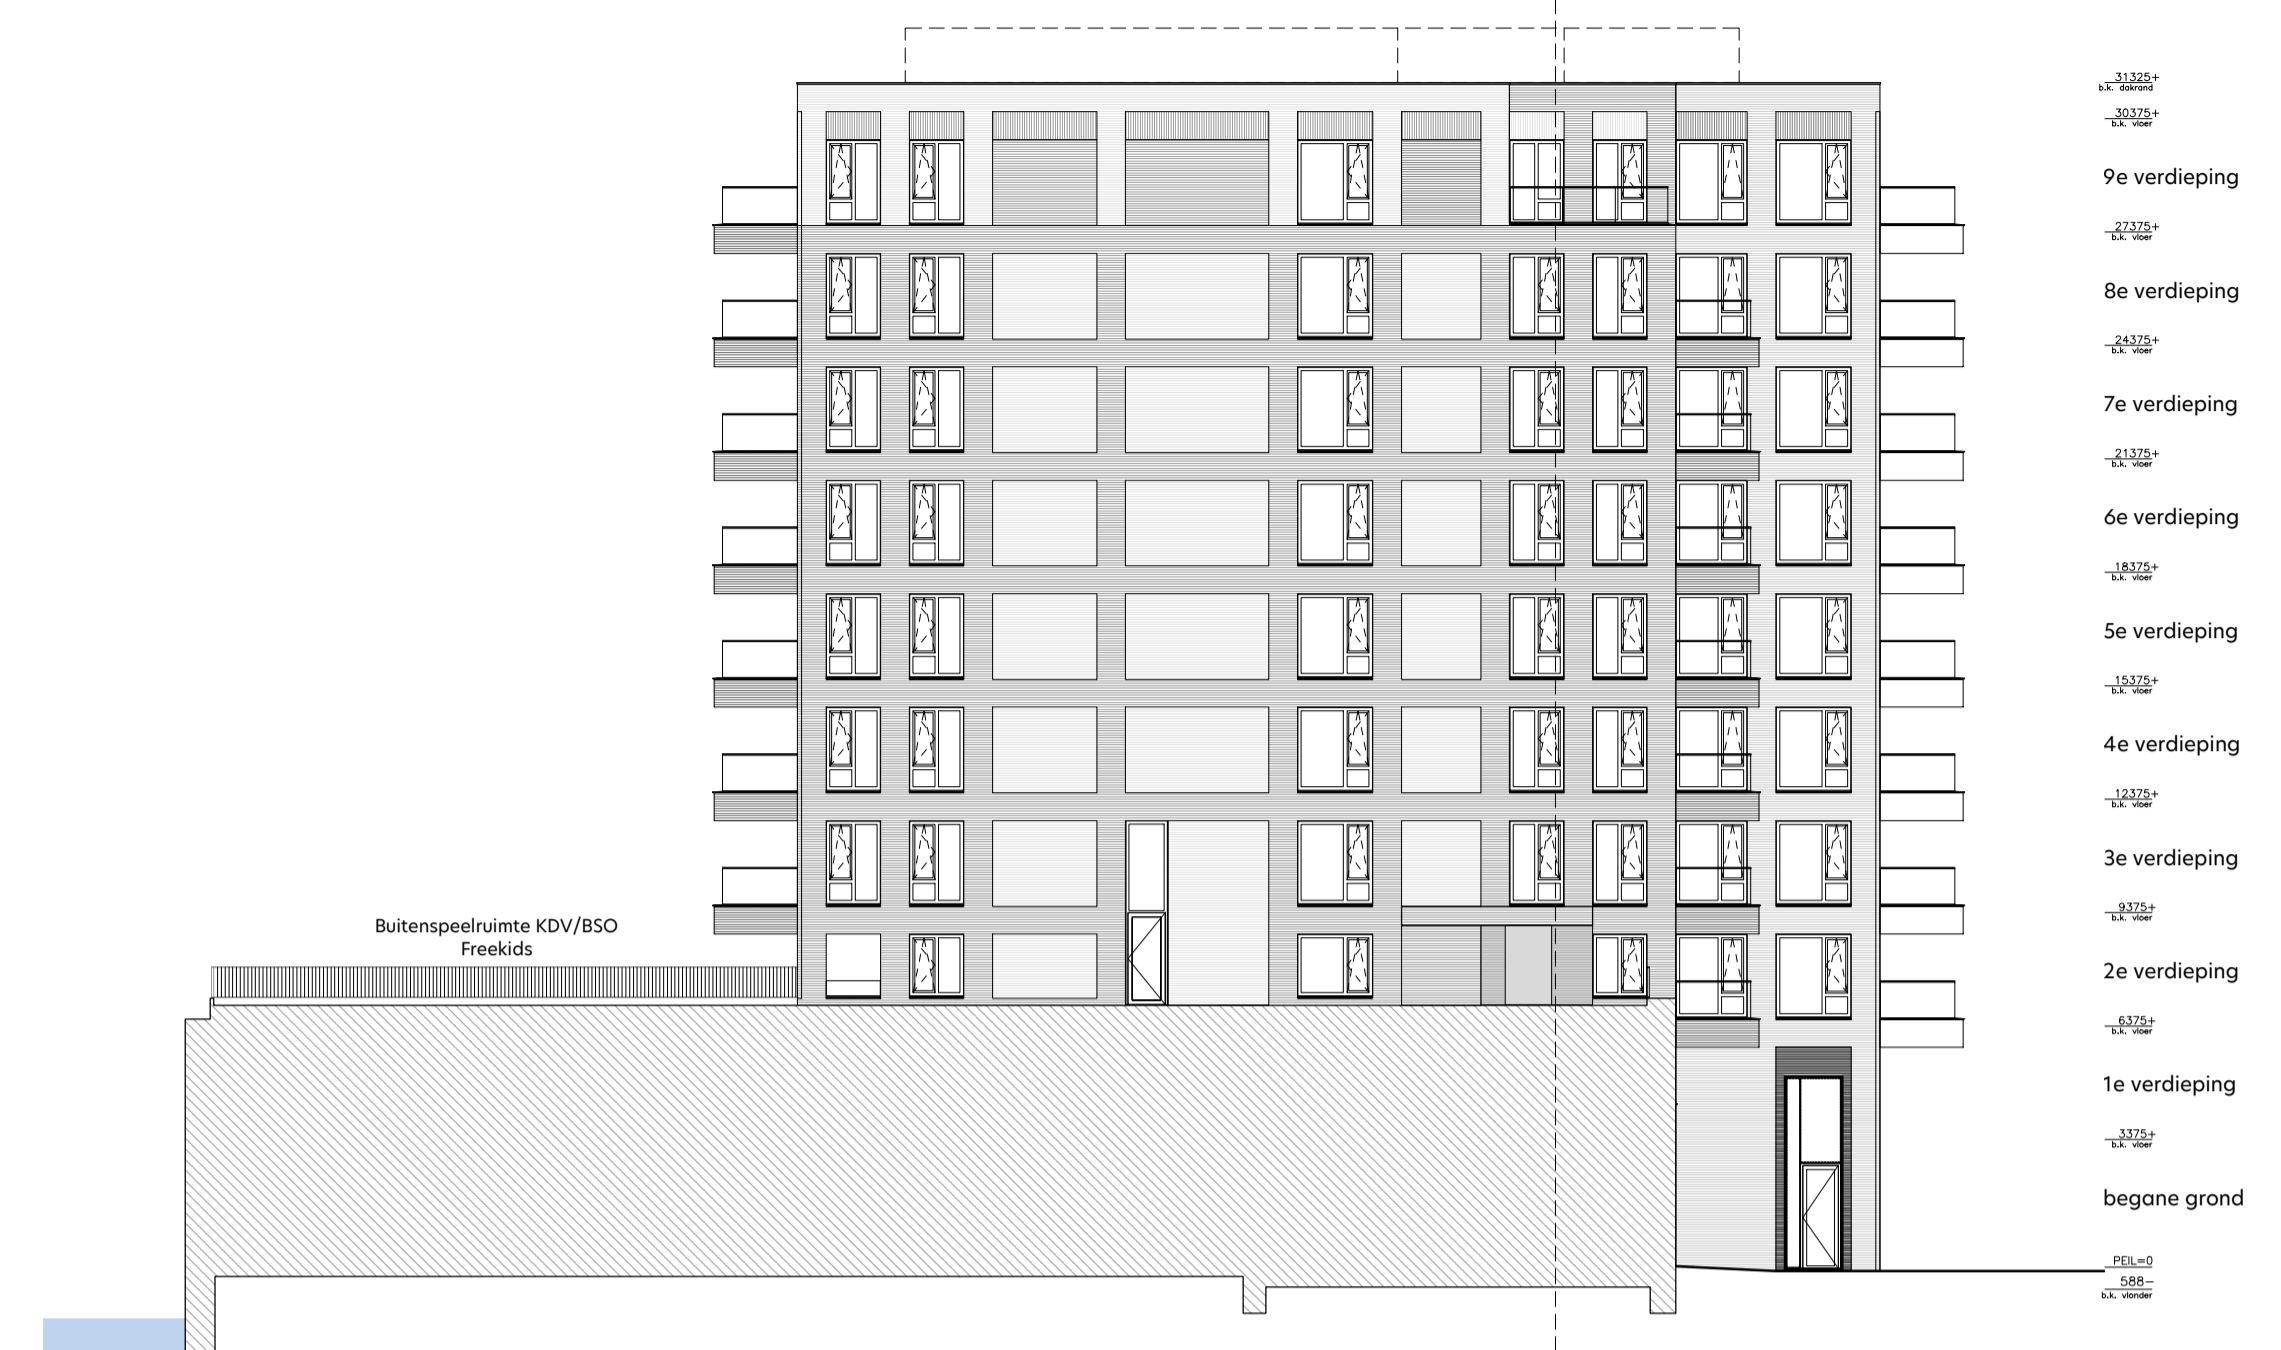 31325+
b.k. dakrand
30375+
b.k. vloer
9e verdieping
27375+
b.k. vloer
8e verdieping
24375+
b.k. vloer
7e verdieping
21375+
b.k. vloer
6e verdieping
18375+
b.k. vloer
5e verdieping
15375+
b.k. vloer
4e verdieping
12375+
b.k. vloer
3e verdieping
9375+
b.k. vloer
Buitenspeelruimte KDV/BSO
Freekids
2e verdieping
6375+
b.k. vloer
1e verdieping
3375+
b.k. vloer
begane grond
PEIL=0
588-
b.k. vlonder